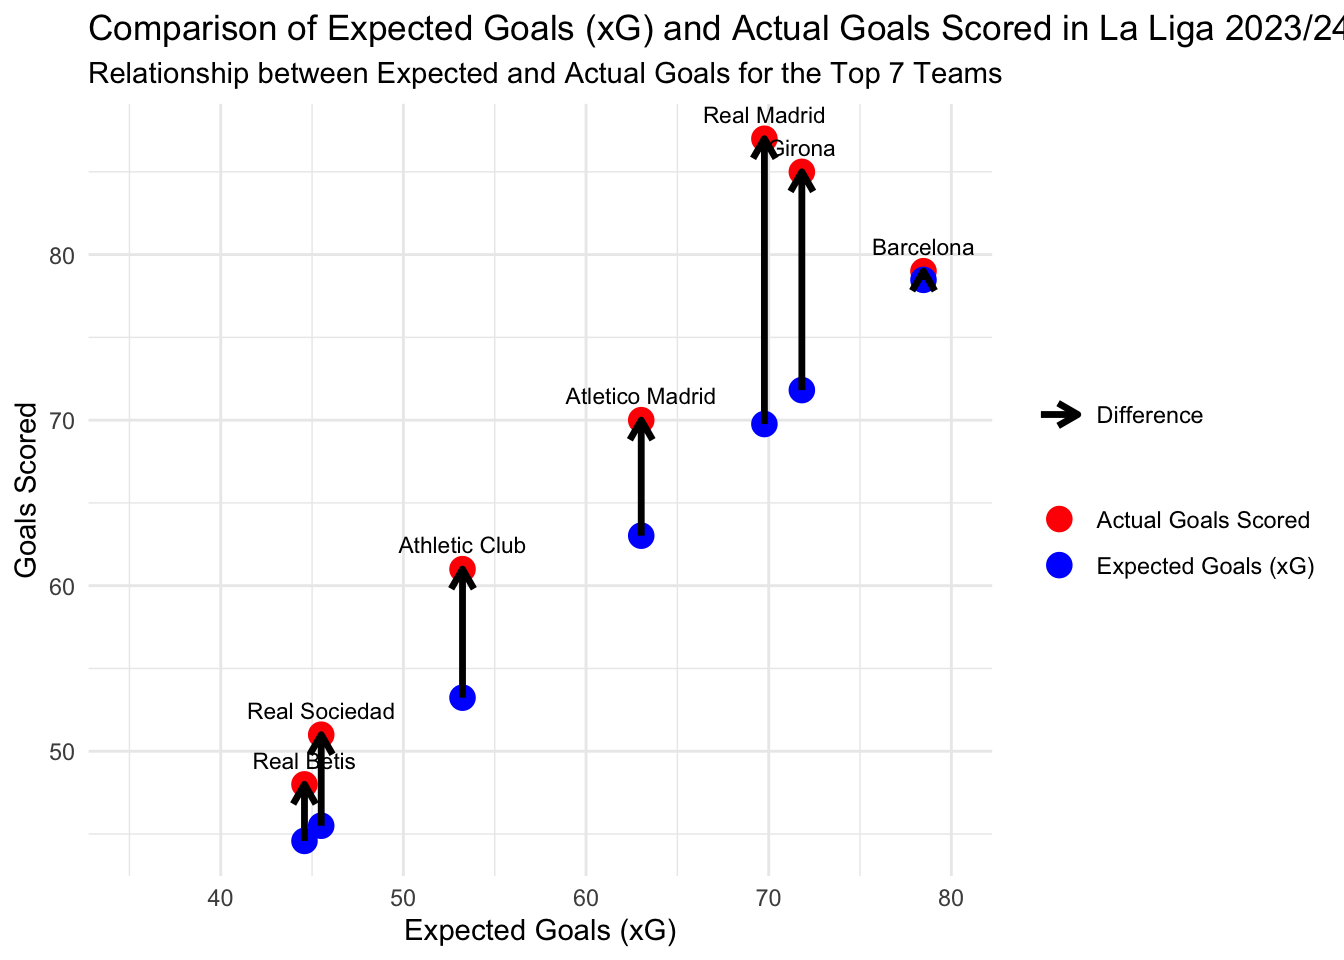 Comparison of Expected Goals (xG) and Actual Goals Scored in La Liga 2023/24
Relationship between Expected and Actual Goals for the Top 7 Teams
Real Madrid
Girona
Barcelona
Atletico Madrid
Athletic Club
Real Sociedad
Real Betis
80
70
60
50
Goals Scored
40 50 60 70 80
Expected Goals (xG)
Difference
Actual Goals Scored
Expected Goals (xG)